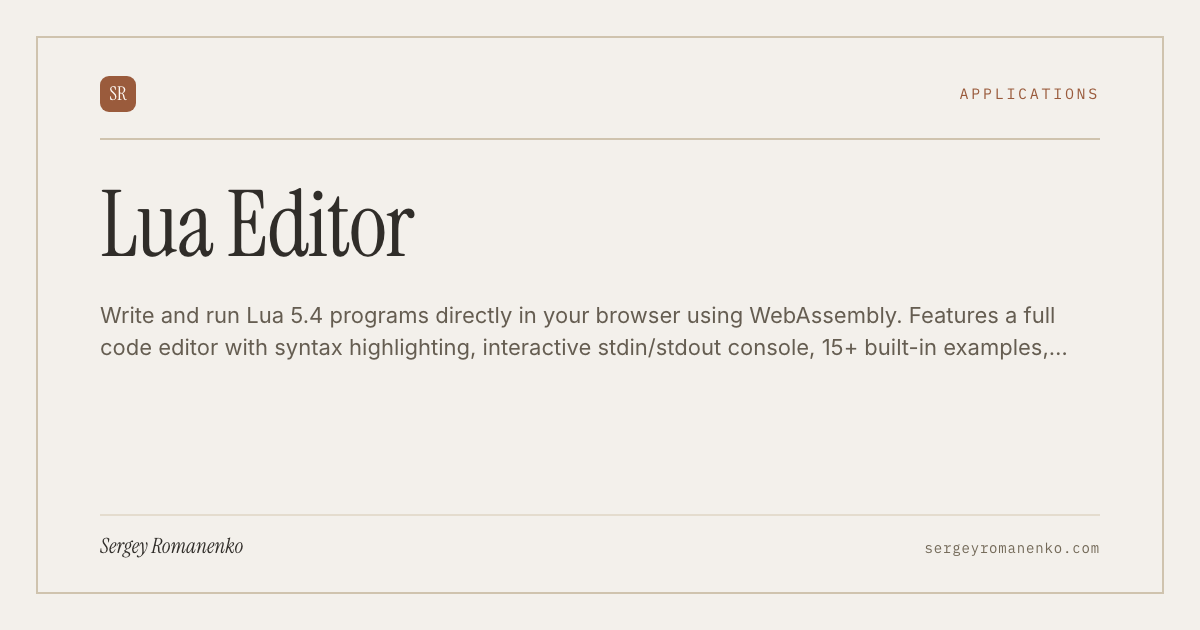 SR
APPLICATIONS
Lua Editor
Write and run Lua 5.4 programs directly in your browser using WebAssembly. Features a full
code editor with syntax highlighting, interactive stdin/stdout console, 15+ built-in examples,...
Sergey Romanenko
sergeyromanenko.com